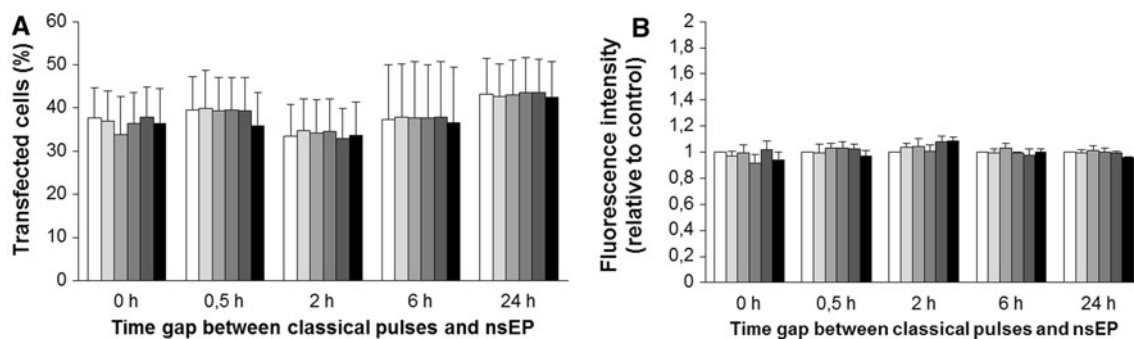 A
Transfected cells (%)
60
50
40
30
20
10
0
0 h 0,5 h 2 h 6 h 24 h
Time gap between classical pulses and nsEP
B
Fluorescence intensity
(relative to control)
2
1,8
1,6
1,4
1,2
1
0,8
0,6
0,4
0,2
0
0 h 0,5 h 2 h 6 h 24 h
Time gap between classical pulses and nsEP